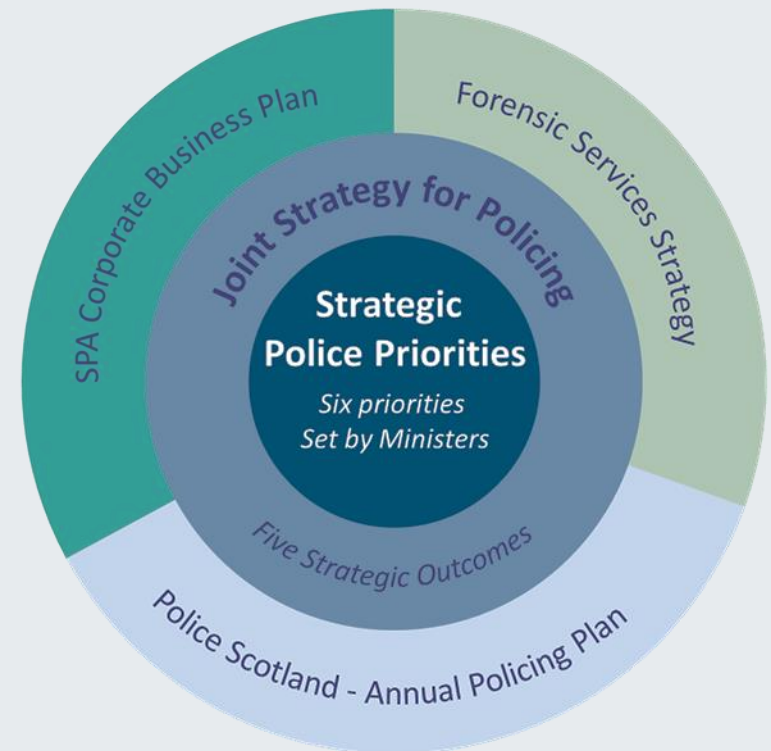 SPA Corporate Business Plan
Forensic Services Strategy
Joint Strategy for Policing
Strategic
Police Priorities
Six priorities
Set by Ministers
Five Strategic Outcomes
Police Scotland - Annual Policing Plan